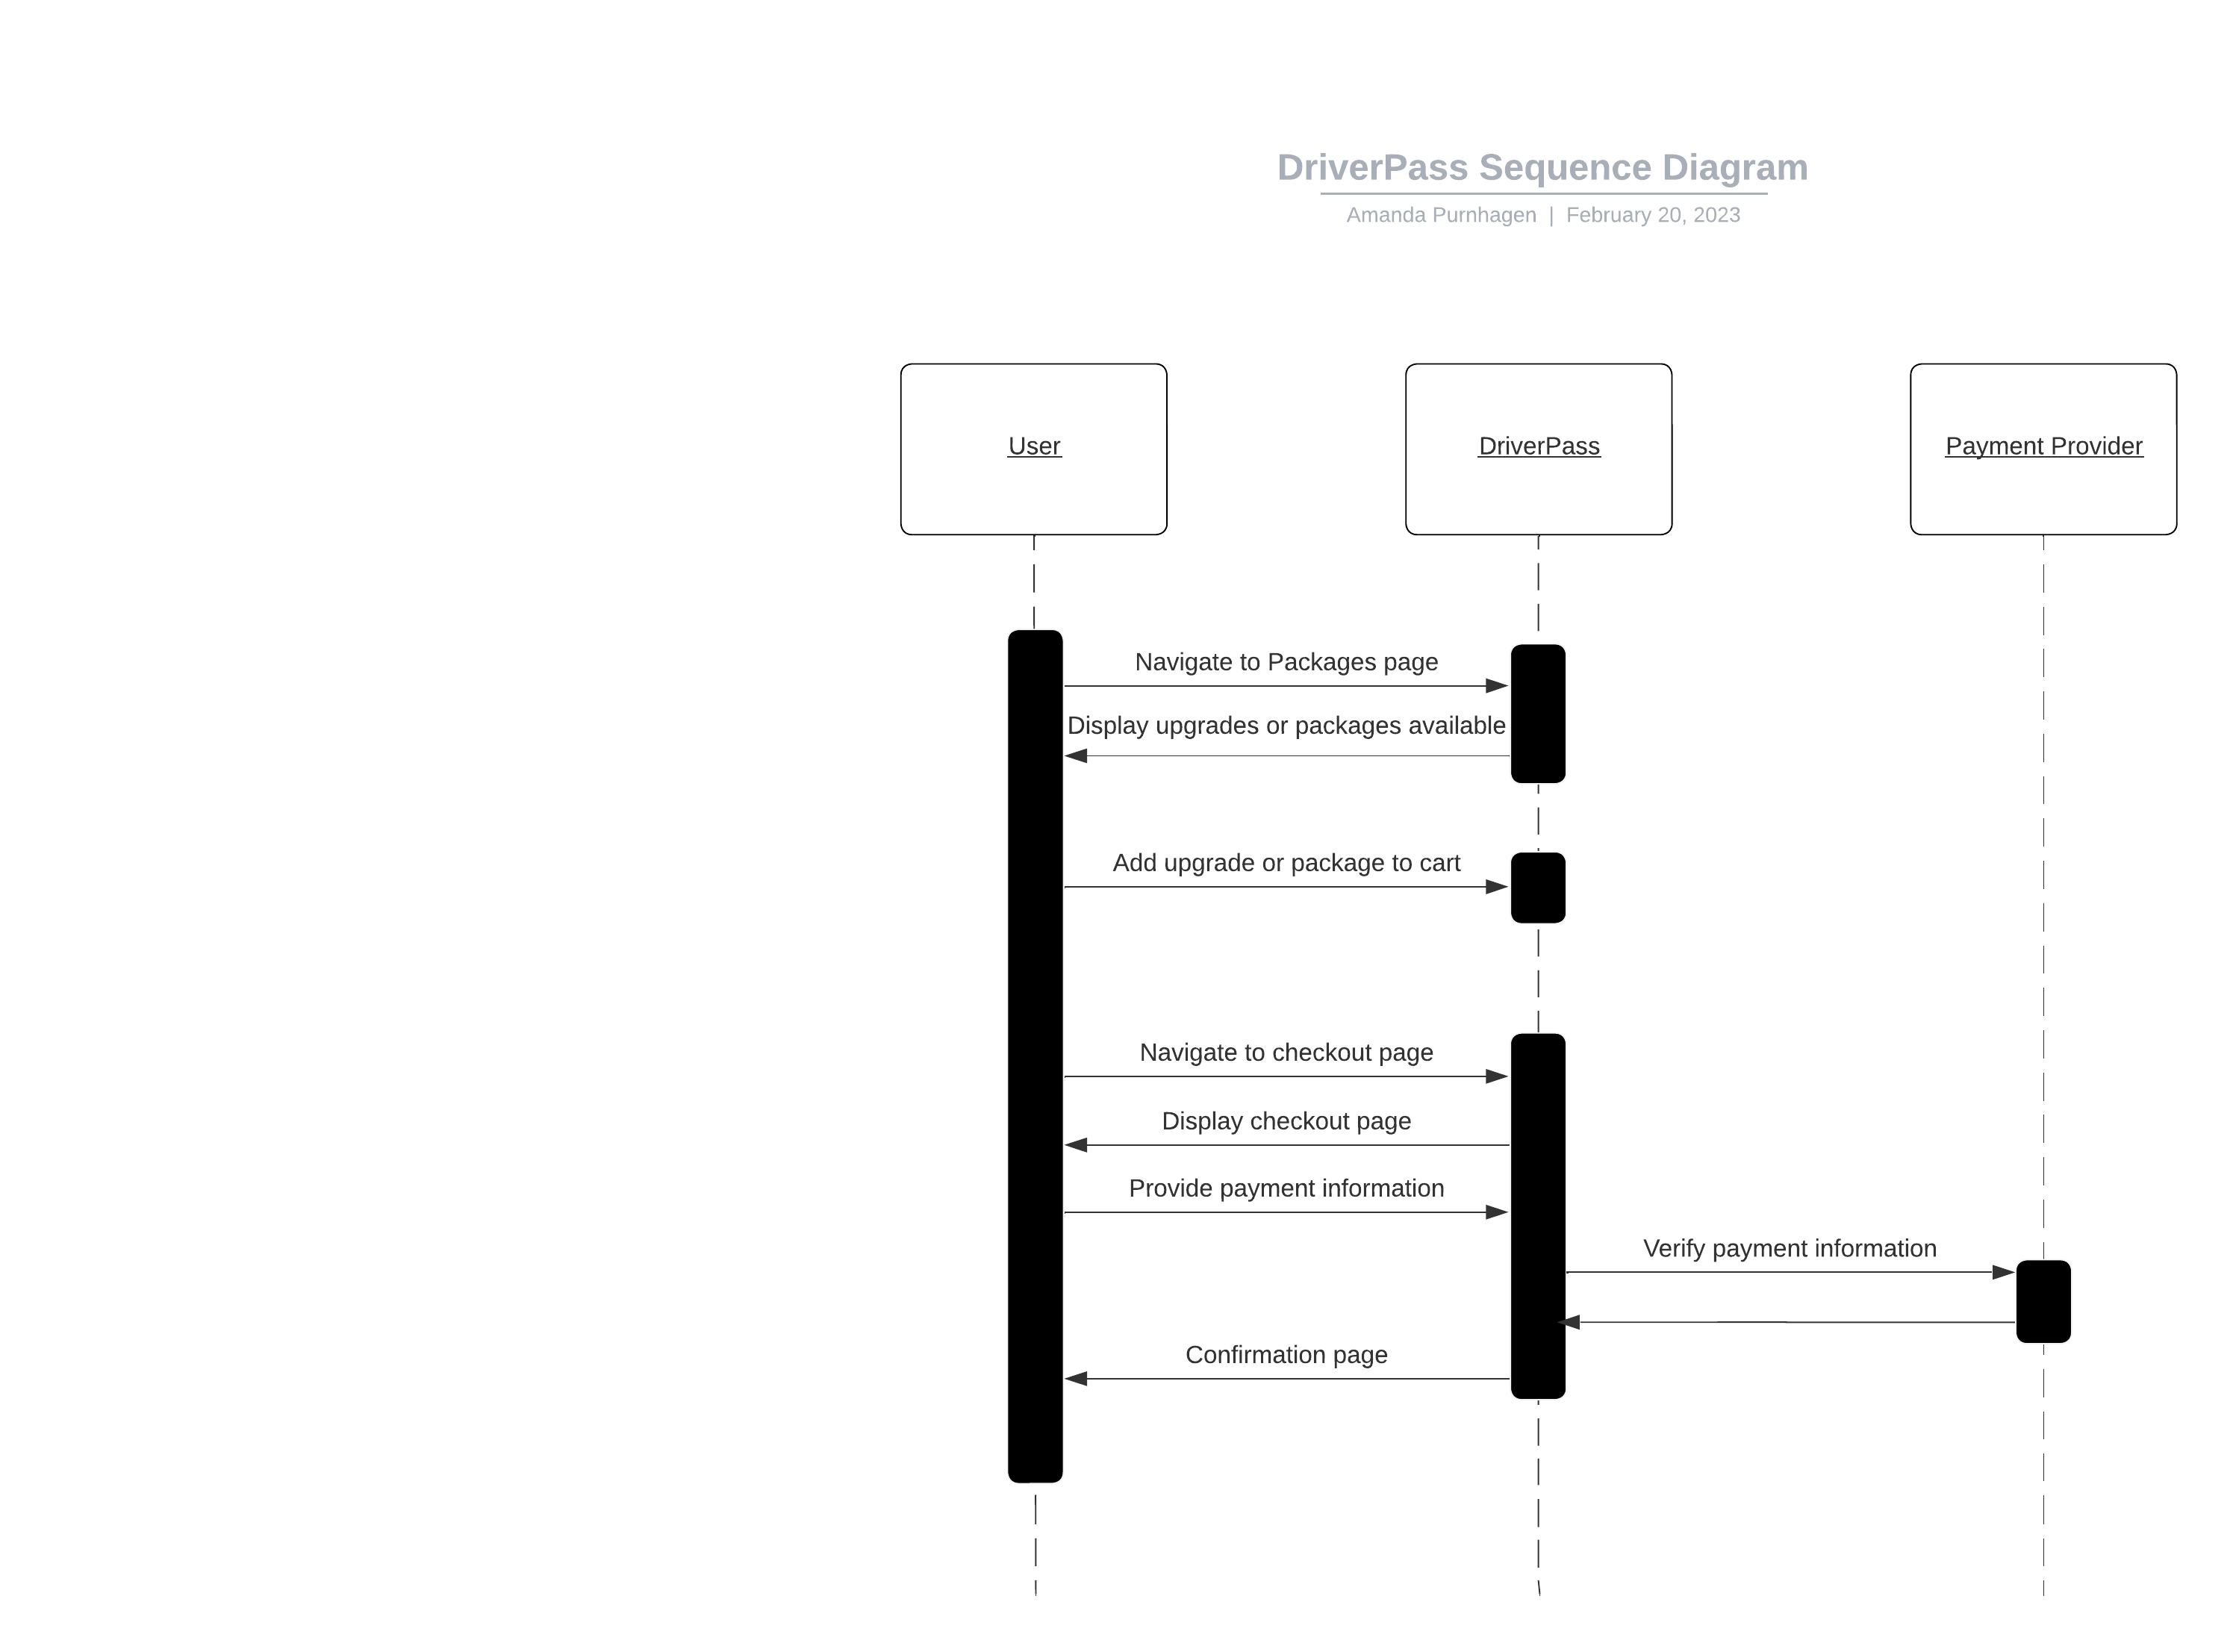 DriverPass Sequence Diagram
Amanda Purnhagen | February 20, 2023
User
DriverPass
Payment Provider
Navigate to Packages page
Display upgrades or packages available
Add upgrade or package to cart
Navigate to checkout page
Display checkout page
Provide payment information
Verify payment information
Confirmation page